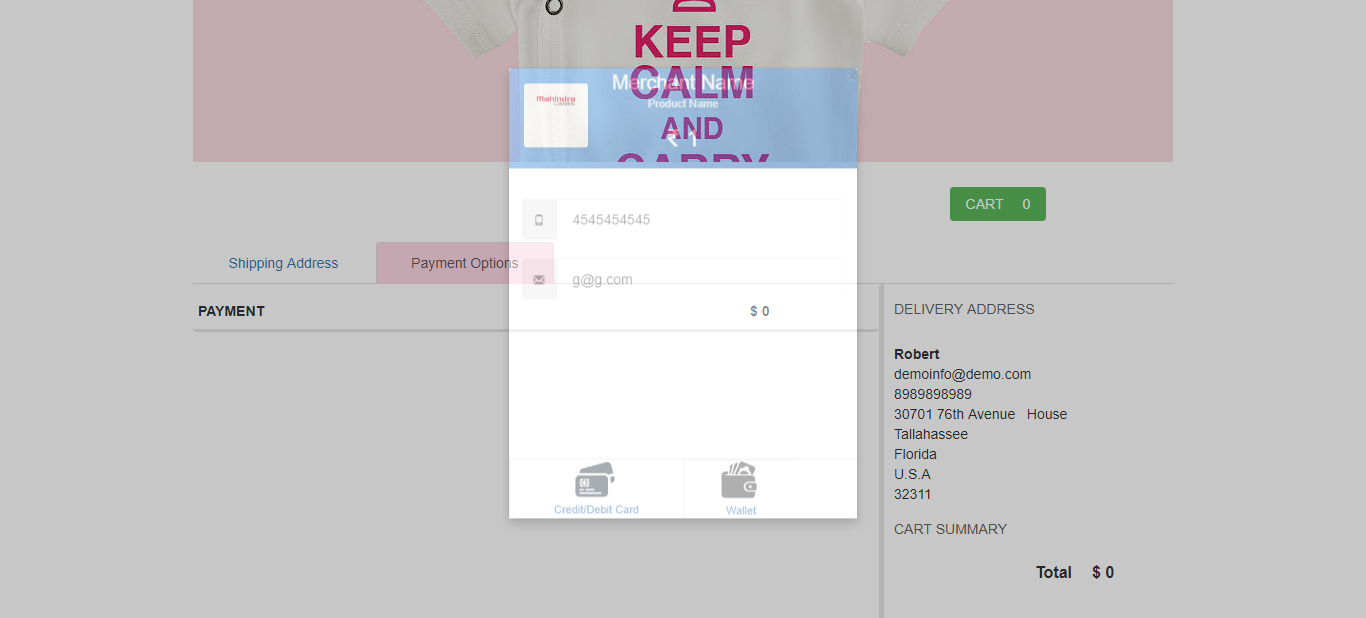 KEEP
CALM
AND
CARRY
Mahindra
Merchant Name
Product Name
₹ 1
CART 0
4545454545
Shipping Address
Payment Options
g@g.com
PAYMENT
$ 0
DELIVERY ADDRESS
Robert
demoinfo@demo.com
8989898989
30701 76th Avenue House
Tallahassee
Florida
U.S.A
32311
Credit/Debit Card
Wallet
CART SUMMARY
Total $ 0